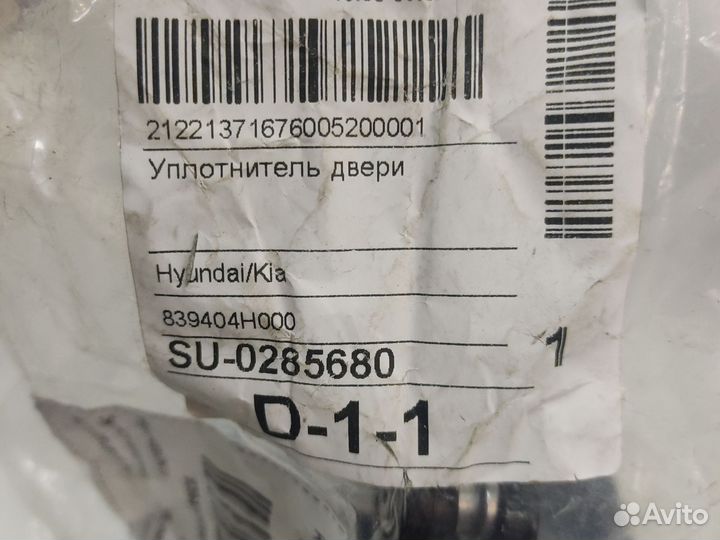 21221371676005200001
Уплотнитель двери
Hyundai/Kia
839404H000
SU-0285680
1
D-1-1
Avito